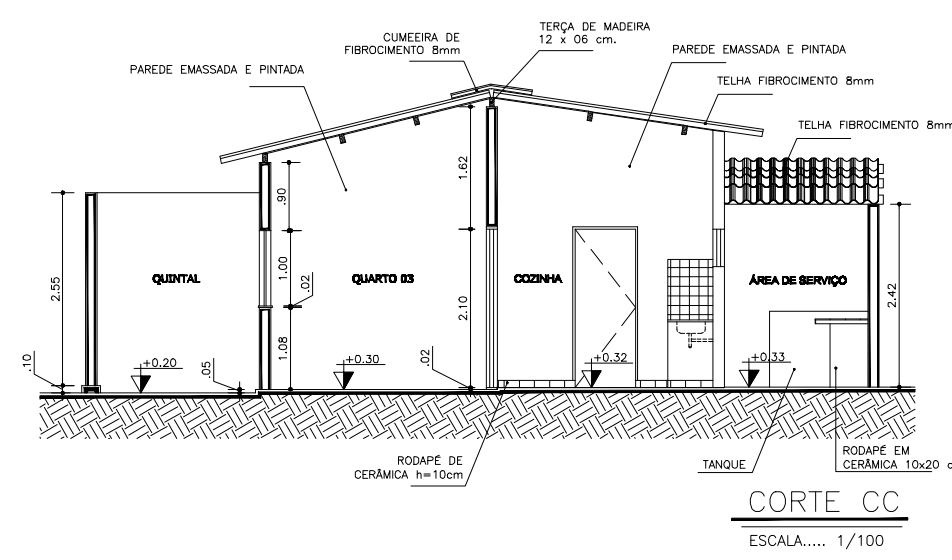 CUMEEIRA DE
FIBROCIMENTO 8mm
TERÇA DE MADEIRA
12 x 06 cm.
PAREDE EMASSADA E PINTADA
PAREDE EMASSADA E PINTADA
TELHA FIBROCIMENTO 8mm
TELHA FIBROCIMENTO 8mm
1.62
.90
2.55
QUINTAL
1.00
.02
QUARTO 03
2.10
COZINHA
ÁREA DE SERVIÇO
2.42
1.08
.10
+0.20
.05
+0.30
.02
+0.32
+0.33
RODAPÉ DE
CERÂMICA h=10cm
TANQUE
RODAPÉ EM
CERÂMICA 10x20 c
CORTE CC
ESCALA..... 1/100